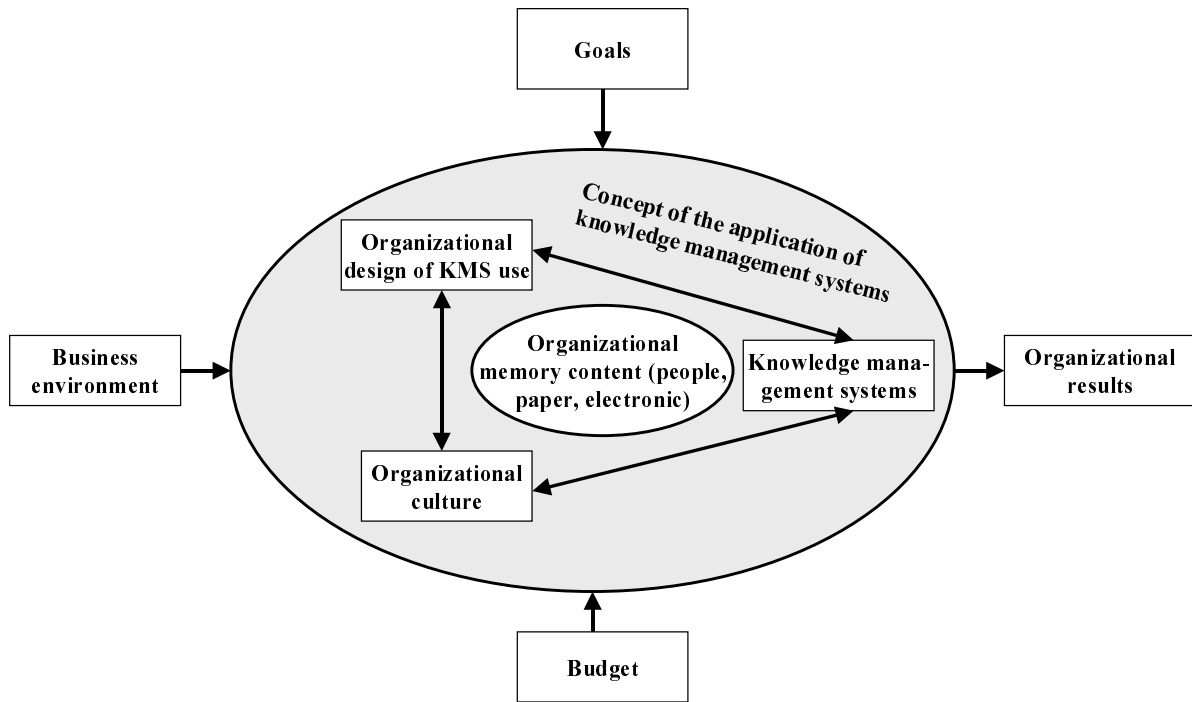 Goals
Concept of the application of
knowledge management systems
Organizational
design of KMS use
Business
environment
Organizational
memory content (people,
paper, electronic)
Knowledge mana-
gement systems
Organizational
results
Organizational
culture
Budget